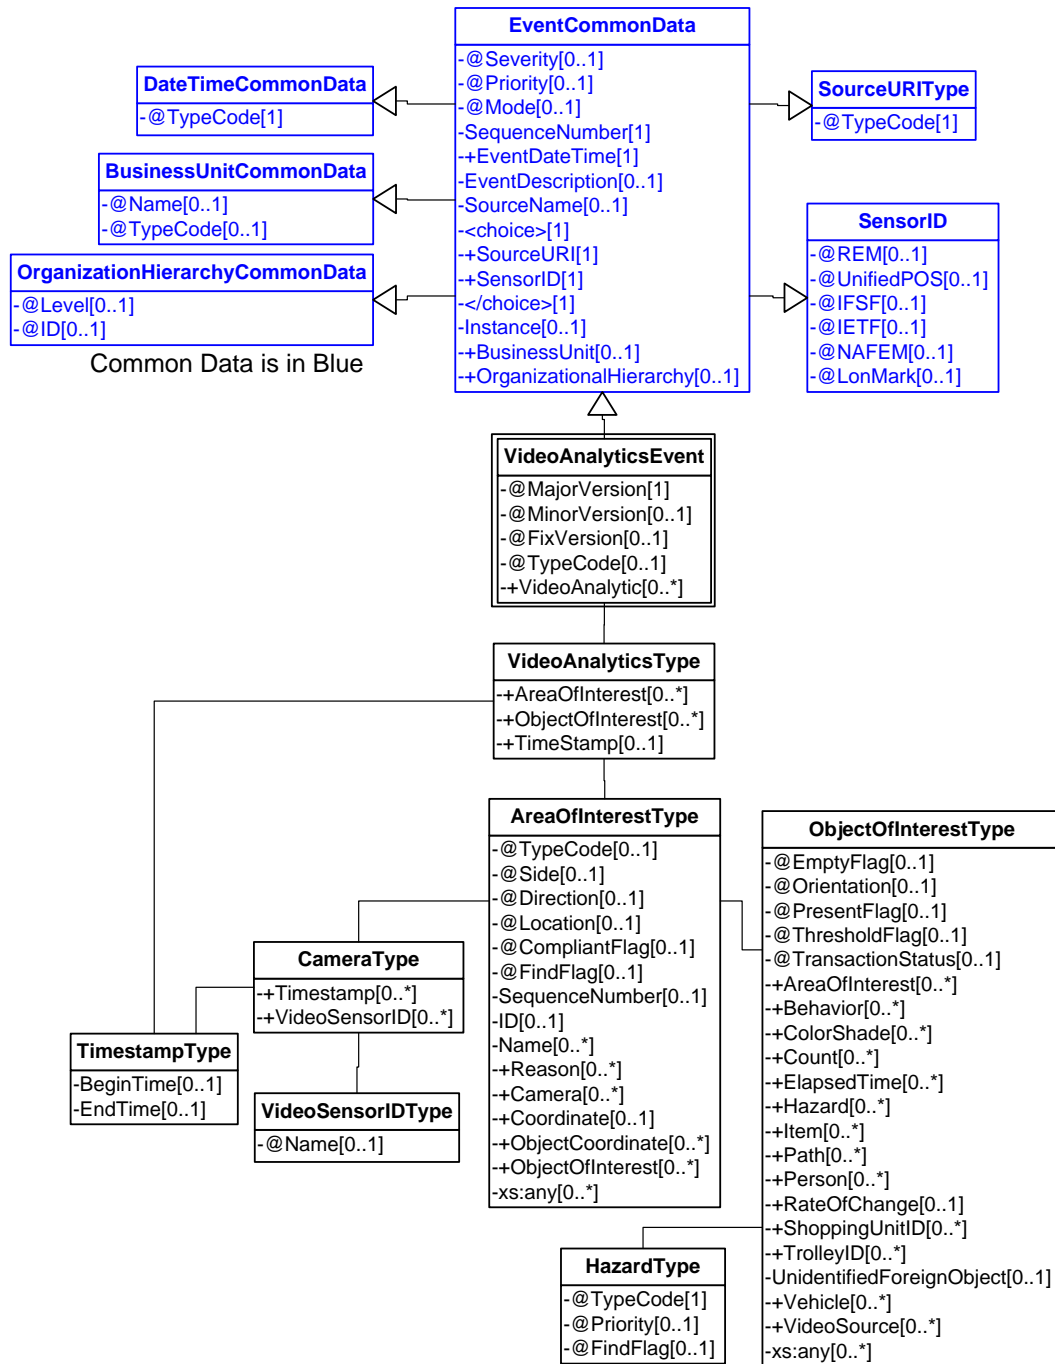 EventCommonData
-@Severity[0..1]
-@Priority[0..1]
-@Mode[0..1]
-SequenceNumber[1]
-+EventDateTime[1]
-EventDescription[0..1]
-SourceName[0..1]
-<choice>[1]
-+SourceURI[1]
-+SensorID[1]
-</choice>[1]
-Instance[0..1]
-+BusinessUnit[0..1]
-+OrganizationalHierarchy[0..1]
DateTimeCommonData
-@TypeCode[1]
BusinessUnitCommonData
-@Name[0..1]
-@TypeCode[0..1]
OrganizationHierarchyCommonData
-@Level[0..1]
-@ID[0..1]
Common Data is in Blue
SourceURIType
-@TypeCode[1]
SensorID
-@REM[0..1]
-@UnifiedPOS[0..1]
-@IFSF[0..1]
-@IETF[0..1]
-@NAFEM[0..1]
-@LonMark[0..1]
VideoAnalyticsEvent
-@MajorVersion[1]
-@MinorVersion[0..1]
-@FixVersion[0..1]
-@TypeCode[0..1]
-+VideoAnalytic[0..*]
VideoAnalyticsType
-+AreaOfInterest[0..*]
-+ObjectOfInterest[0..*]
-+TimeStamp[0..1]
AreaOfInterestType
-@TypeCode[0..1]
-@Side[0..1]
-@Direction[0..1]
-@Location[0..1]
-@CompliantFlag[0..1]
-@FindFlag[0..1]
-SequenceNumber[0..1]
-ID[0..1]
-Name[0..*]
-+Reason[0..*]
-+Camera[0..*]
-+Coordinate[0..1]
-+ObjectCoordinate[0..*]
-+ObjectOfInterest[0..*]
-xs:any[0..*]
ObjectOfInterestType
-@EmptyFlag[0..1]
-@Orientation[0..1]
-@PresentFlag[0..1]
-@ThresholdFlag[0..1]
-@TransactionStatus[0..1]
-+AreaOfInterest[0..*]
-+Behavior[0..*]
-+ColorShade[0..*]
-+Count[0..*]
-+ElapsedTime[0..*]
-+Hazard[0..*]
-+Item[0..*]
-+Path[0..*]
-+Person[0..*]
-+RateOfChange[0..1]
-+ShoppingUnitID[0..*]
-+TrolleyID[0..*]
-UnidentifiedForeignObject[0..1]
-+Vehicle[0..*]
-+VideoSource[0..*]
-xs:any[0..*]
CameraType
-+Timestamp[0..*]
-+VideoSensorID[0..*]
TimestampType
-BeginTime[0..1]
-EndTime[0..1]
VideoSensorIDType
-@Name[0..1]
HazardType
-@TypeCode[1]
-@Priority[0..1]
-@FindFlag[0..1]